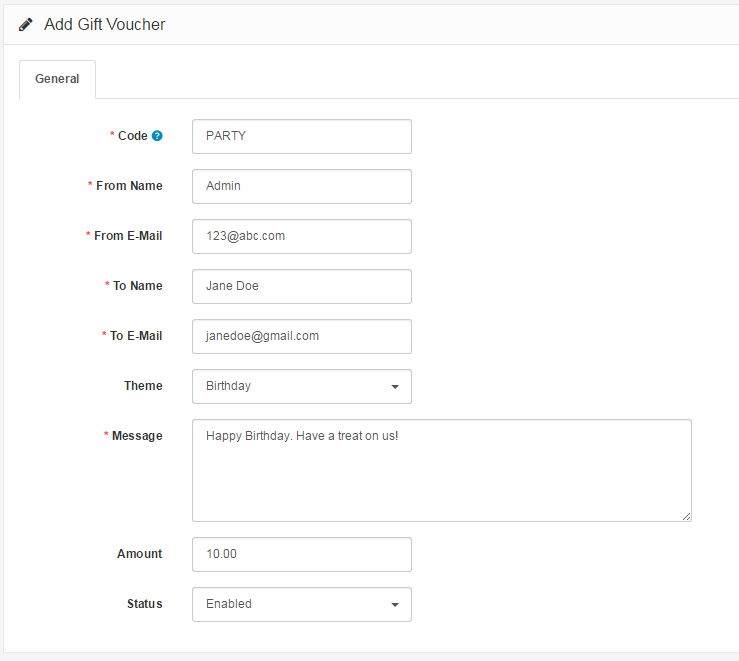 Add Gift Voucher
General
* Code ? PARTY
* From Name Admin
* From E-Mail 123@abc.com
* To Name Jane Doe
* To E-Mail janedoe@gmail.com
Theme Birthday
* Message Happy Birthday. Have a treat on us!
Amount 10.00
Status Enabled